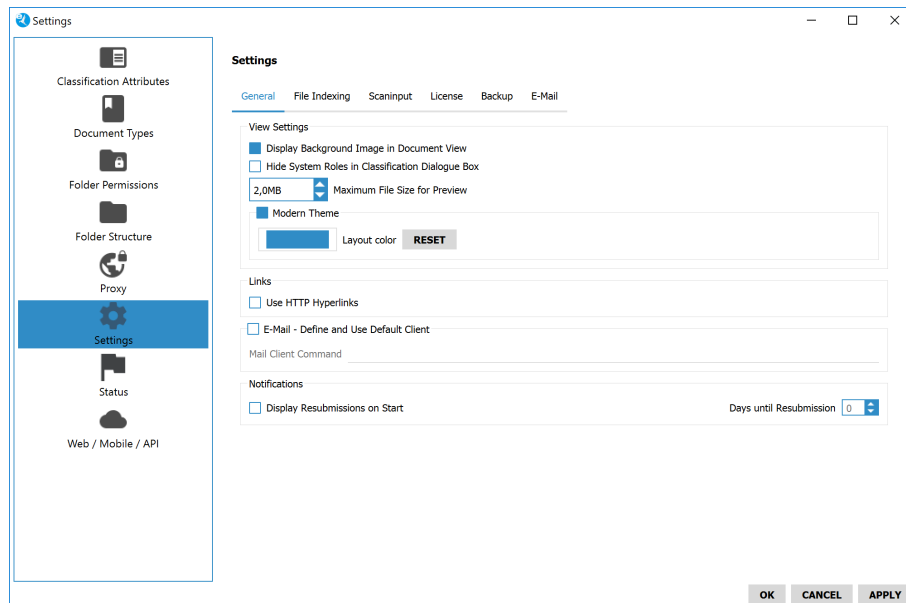 Settings
Classification Attributes
Document Types
Folder Permissions
Folder Structure
Proxy
Settings
Status
Web / Mobile / API
Settings
General File Indexing Scaninput License Backup E-Mail
View Settings
Display Background Image in Document View
Hide System Roles in Classification Dialogue Box
2,0MB Maximum File Size for Preview
Modern Theme
Layout color RESET
Links
Use HTTP Hyperlinks
E-Mail - Define and Use Default Client
Mail Client Command
Notifications
Display Resubmissions on Start Days until Resubmission 0
OK CANCEL APPLY